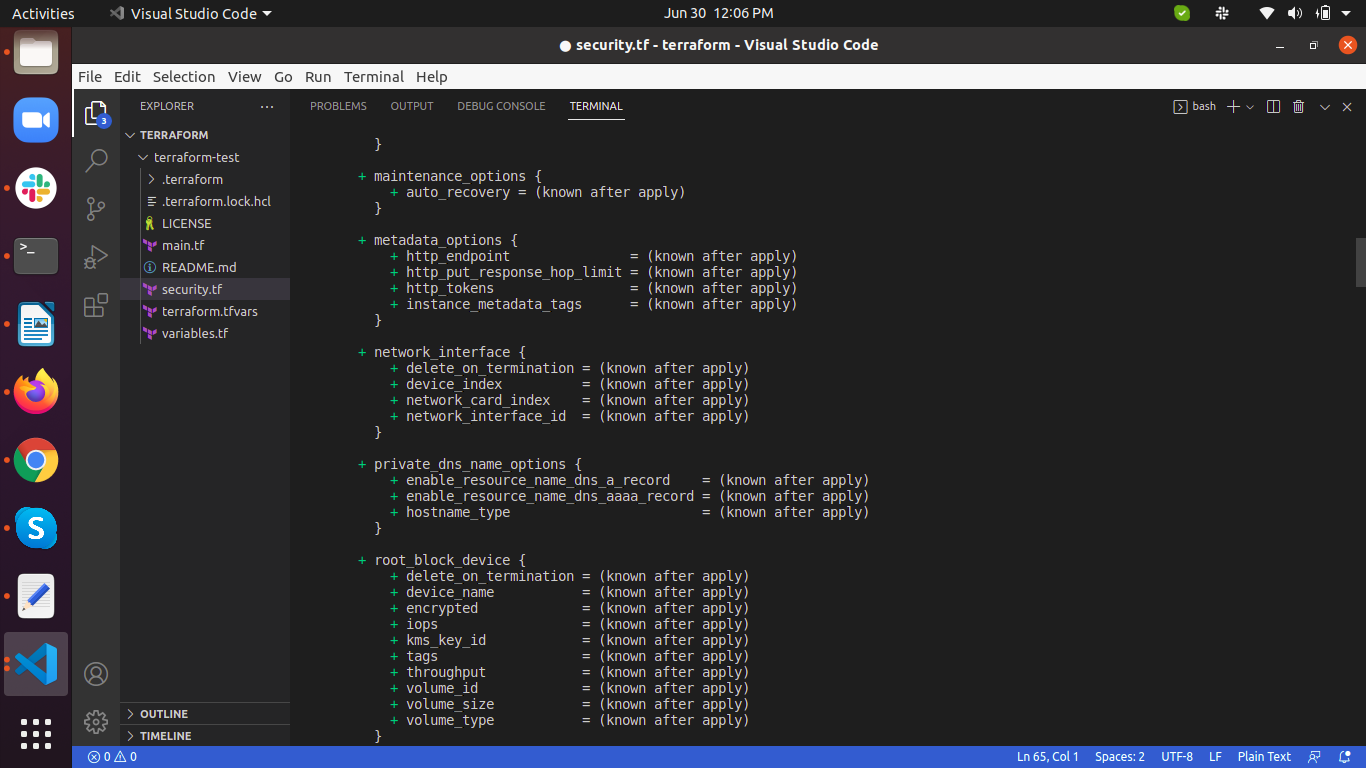 Activities Visual Studio Code Jun 30 12:06 PM
● security.tf - terraform - Visual Studio Code
File Edit Selection View Go Run Terminal Help
3
EXPLORER ...
TERRAFORM
terraform-test
.terraform
.terraform.lock.hcl
LICENSE
main.tf
README.md
security.tf
terraform.tfvars
variables.tf
OUTLINE
TIMELINE
PROBLEMS OUTPUT DEBUG CONSOLE TERMINAL bash
}
+ maintenance_options {
+ auto_recovery = (known after apply)
}
+ metadata_options {
+ http_endpoint = (known after apply)
+ http_put_response_hop_limit = (known after apply)
+ http_tokens = (known after apply)
+ instance_metadata_tags = (known after apply)
}
+ network_interface {
+ delete_on_termination = (known after apply)
+ device_index = (known after apply)
+ network_card_index = (known after apply)
+ network_interface_id = (known after apply)
}
+ private_dns_name_options {
+ enable_resource_name_dns_a_record = (known after apply)
+ enable_resource_name_dns_aaaa_record = (known after apply)
+ hostname_type = (known after apply)
}
+ root_block_device {
+ delete_on_termination = (known after apply)
+ device_name = (known after apply)
+ encrypted = (known after apply)
+ iops = (known after apply)
+ kms_key_id = (known after apply)
+ tags = (known after apply)
+ throughput = (known after apply)
+ volume_id = (known after apply)
+ volume_size = (known after apply)
+ volume_type = (known after apply)
}
0 0 Ln 65, Col 1 Spaces: 2 UTF-8 LF Plain Text